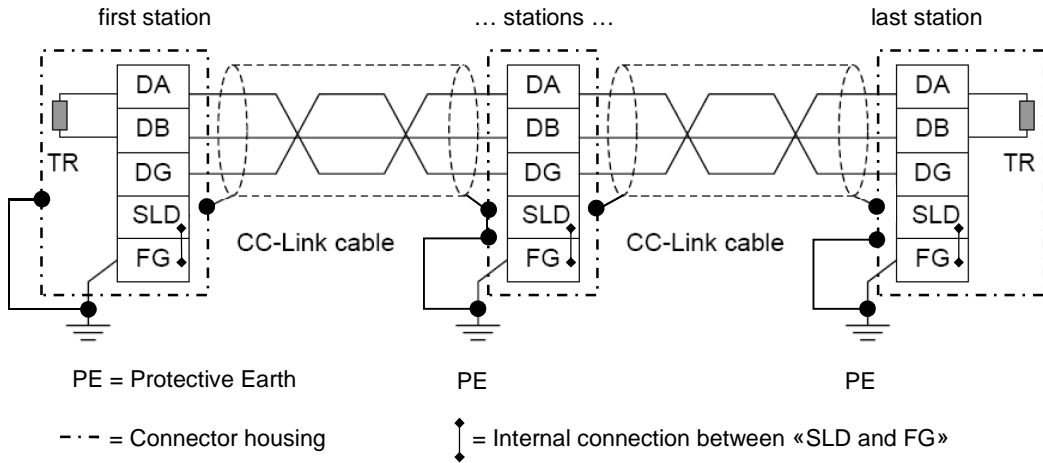 first station
… stations …
last station
DA
DB
DG
SLD
FG
TR
CC-Link cable
DA
DB
DG
SLD
FG
CC-Link cable
DA
DB
DG
SLD
FG
TR
PE = Protective Earth
PE
PE
= Connector housing
= Internal connection between «SLD and FG»